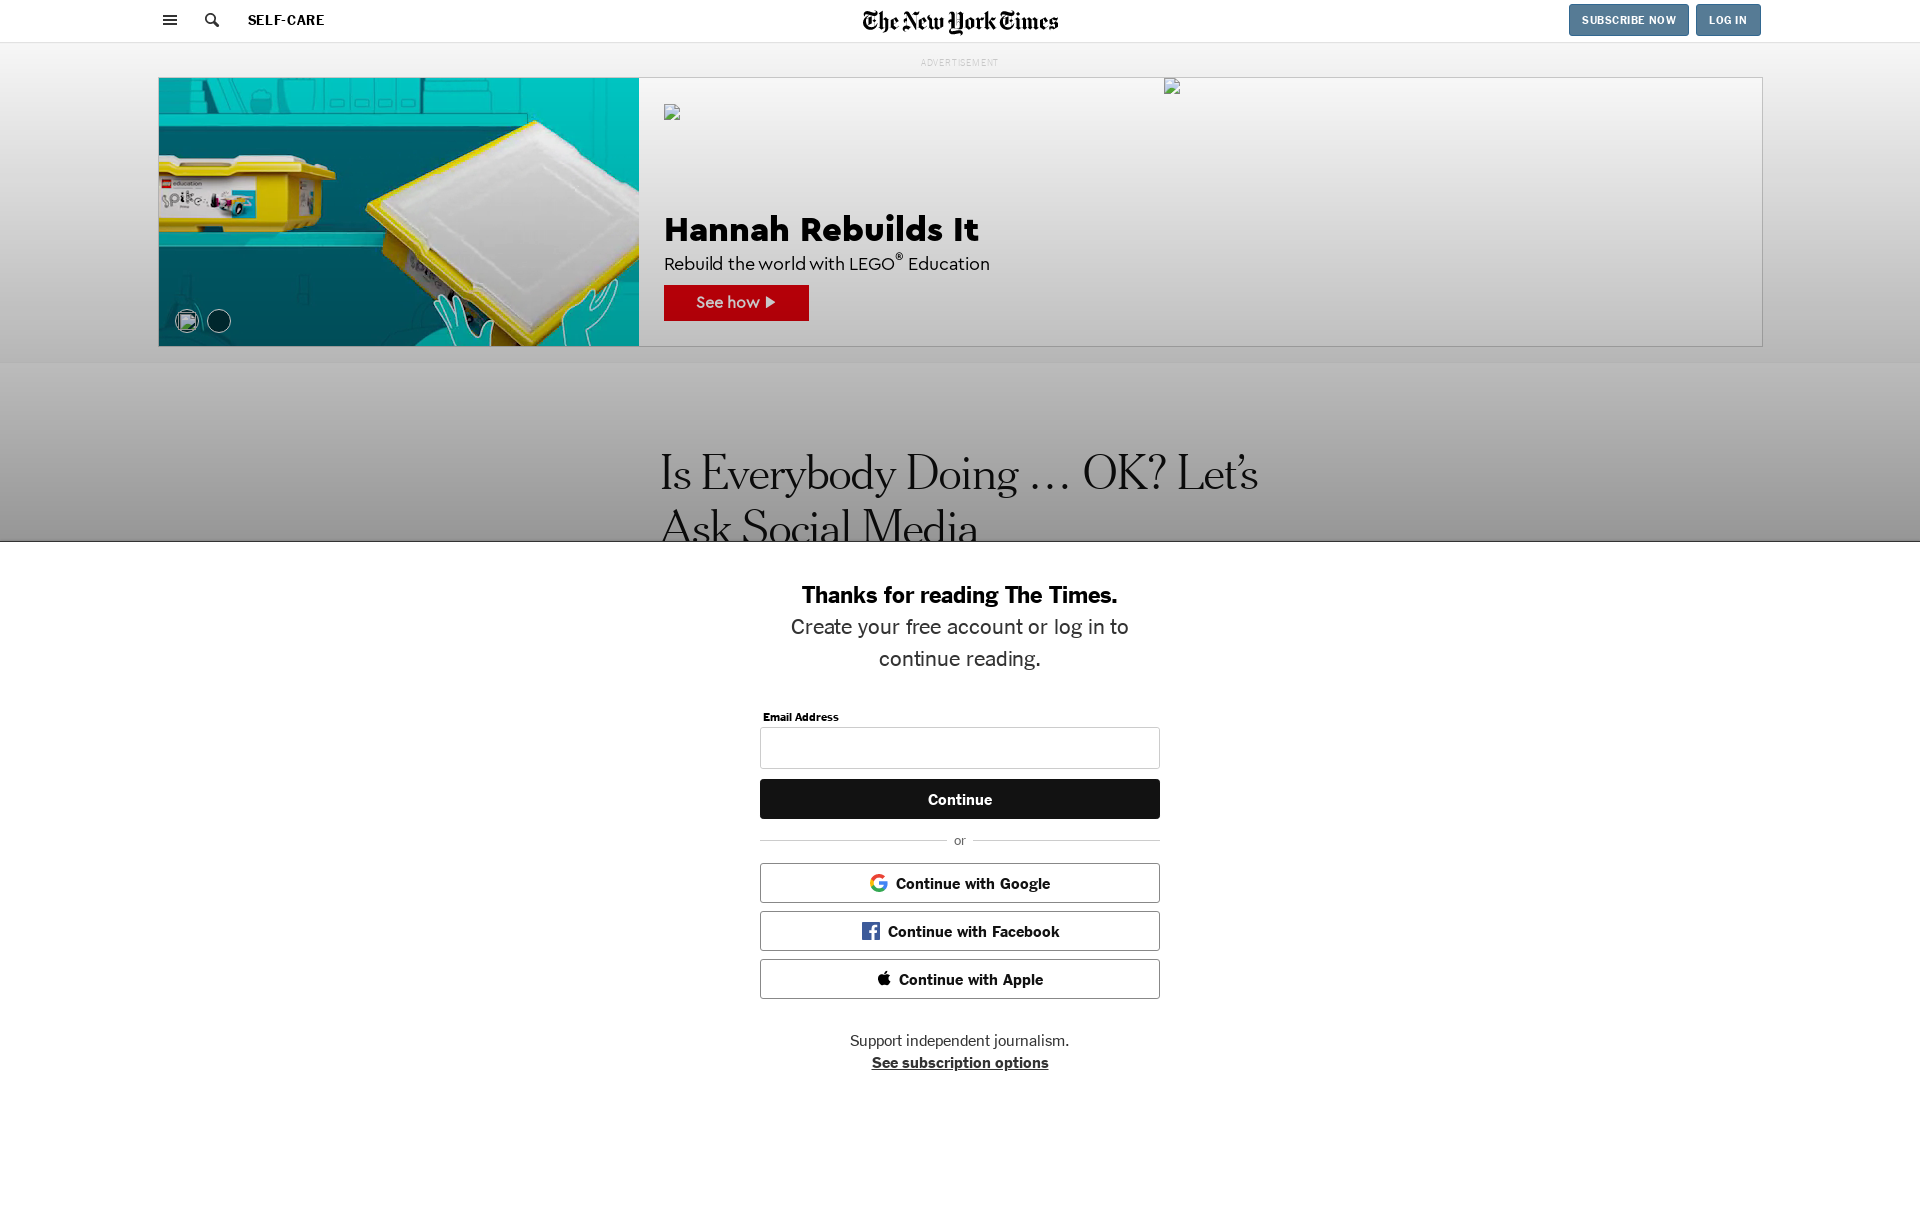 SELF-CARE
The New York Times
SUBSCRIBE NOW
LOG IN
ADVERTISEMENT
education
spike
Hannah Rebuilds It
Rebuild the world with LEGO® Education
See how
Is Everybody Doing … OK? Let’s
Ask Social Media
Thanks for reading The Times.
Create your free account or log in to
continue reading.
Email Address
Continue
or
Continue with Google
Continue with Facebook
Continue with Apple
Support independent journalism.
See subscription options